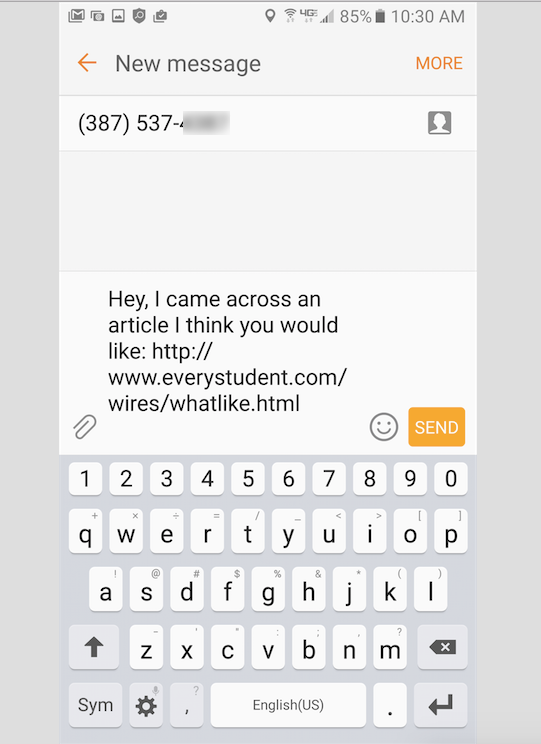 4G 85% 10:30 AM
New message MORE
(387) 537-
Hey, I came across an
article I think you would
like: http://
www.everystudent.com/
wires/whatlike.html
SEND
1 2 3 4 5 6 7 8 9 0
+ × ÷ = / _ < > [ ]
q w e r t y u i o p
! @ # $ % & * ( )
a s d f g h j k l
- ' " : ; , ?
z x c v b n m
Sym , ? English(US) .